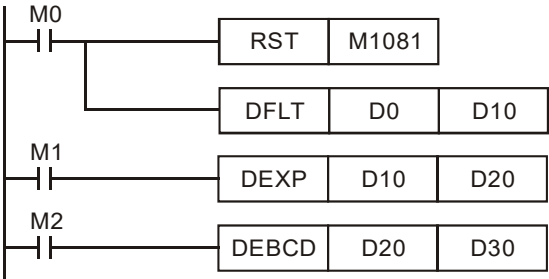 M0
RST M1081
DFLT D0 D10
M1
DEXP D10 D20
M2
DEBCD D20 D30